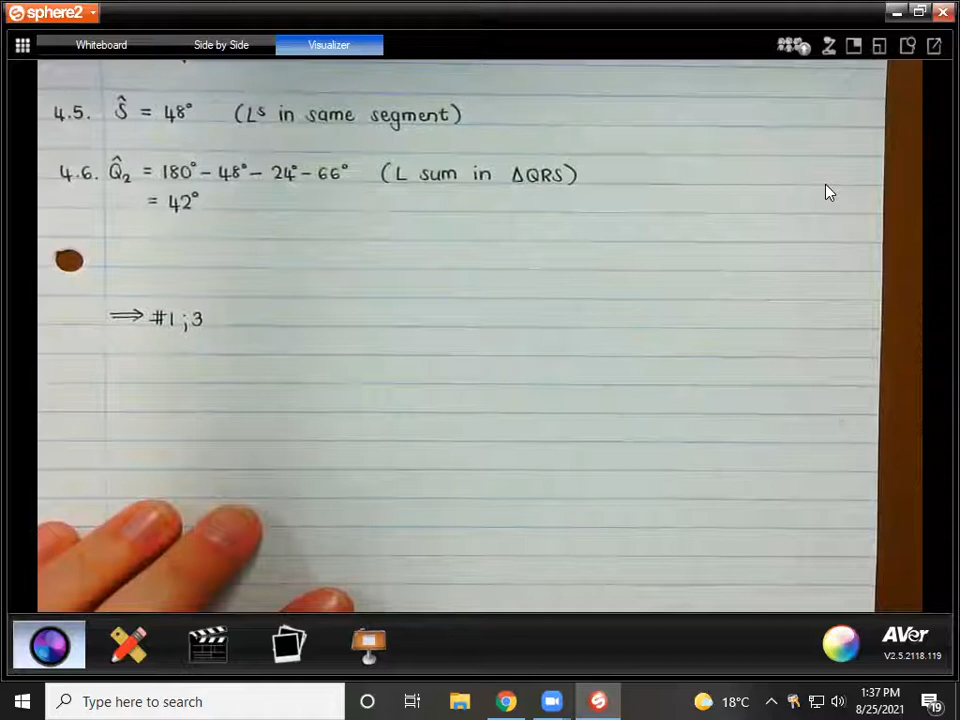 sphere2
Whiteboard
Side by Side
Visualizer
4.5. Ŝ = 48° (∠s in same segment)
4.6. Q̂₂ = 180° - 48° - 24° - 66° (∠ sum in ΔQRS)
= 42°
⟹ #1 ; 3
AVer
V2.5.2118.119
Type here to search
18°C
1:37 PM
8/25/2021
19